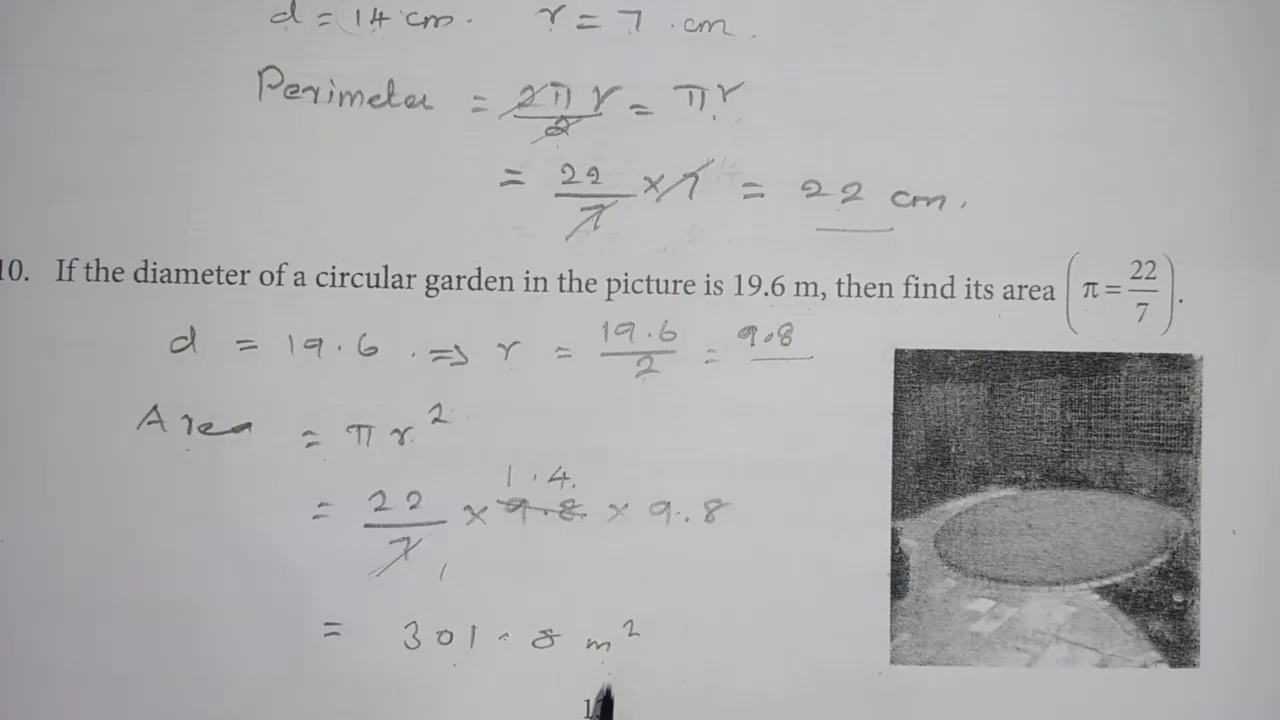 d = 14 cm. r = 7 cm.
Perimeter = 2πr/2 = πr
= 22/7 × 7 = 22 cm.
10. If the diameter of a circular garden in the picture is 19.6 m, then find its area (π = 22/7).
d = 19.6 ⇒ r = 19.6/2 = 9.8
Area = πr²
1.4
= 22/7 × 9.8 × 9.8
1
= 301.8 m²